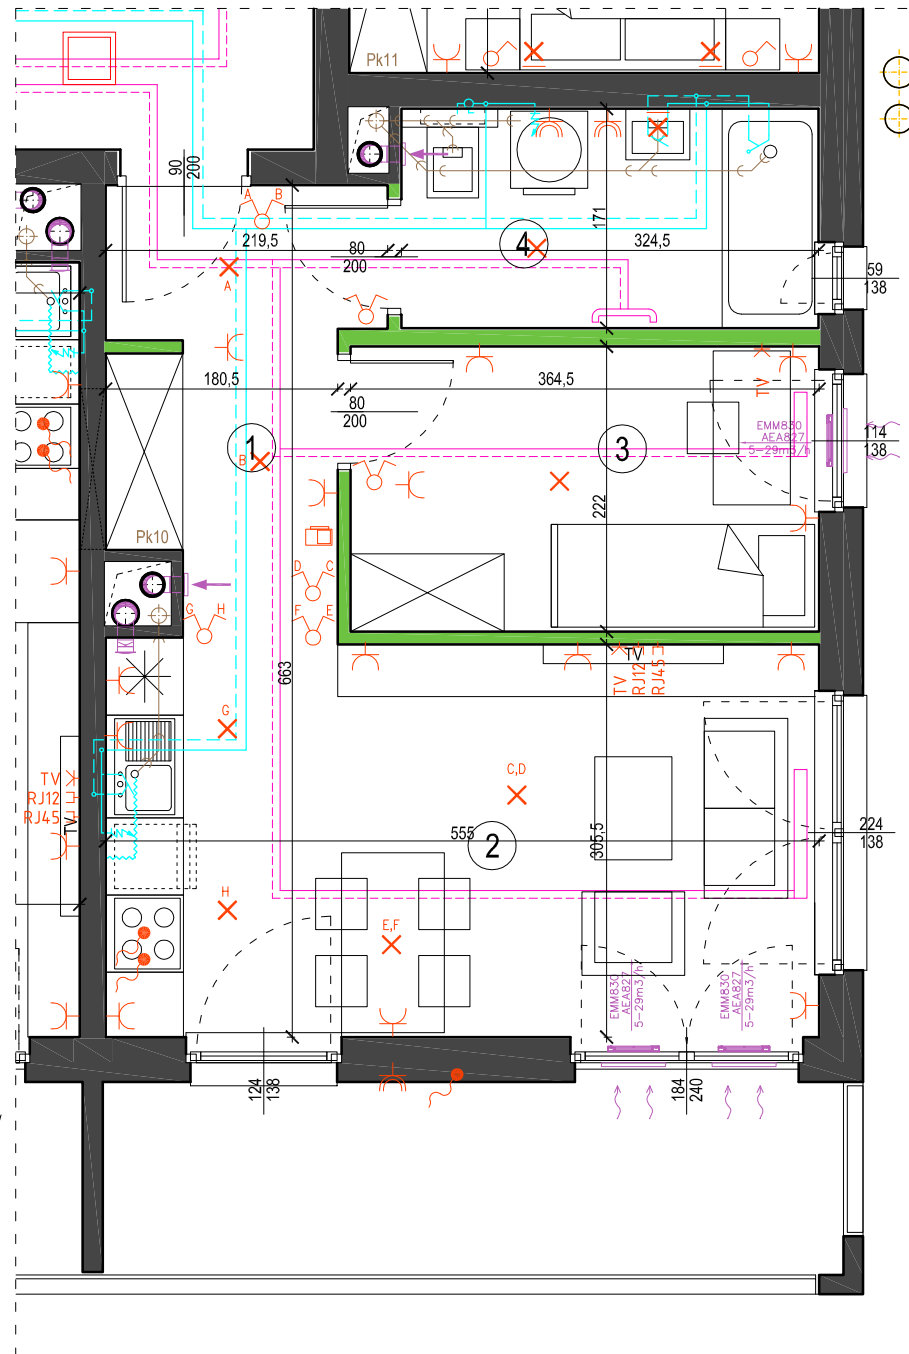 Pk11
90
200
A B
171
219,5
4
324,5
80
200
59
138
A
180,5
364,5
TV
80
200
EMM830
AEA827
5-29m3/h
114
138
1
B
3
222
Pk10
D C
G H
F E
TV
TV
RJ12
RJ45
663
G
C,D
TV
RJ12
RJ45
TV
555
2
305,5
224
138
H
E,F
EMM830
AEA827
5-29m3/h
EMM830
AEA827
5-29m3/h
124
138
184
240